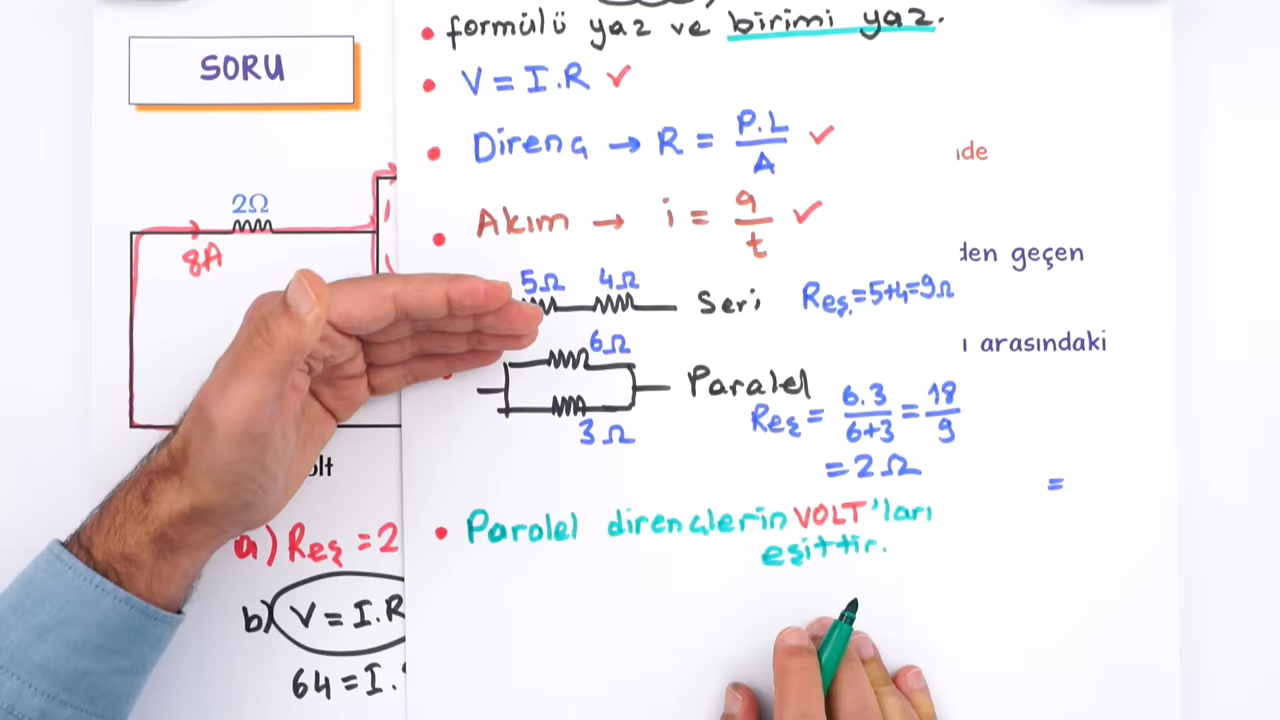 SORU
2Ω
8A
olt
a) Reş = 2
b) V = I.R
64 = I.
• formülü yaz ve birimi yaz.
• V = I.R ✓
• Direnç → R = P.L / A ✓
• Akım → i = q / t ✓
5Ω 4Ω Seri Reş. = 5+4 = 9Ω
6Ω
3Ω
Paralel
Reş = 6.3 / 6+3 = 18 / 9
= 2Ω
• Paralel dirençlerin VOLT'ları
eşittir.
ıde
den geçen
ı arasındaki
=